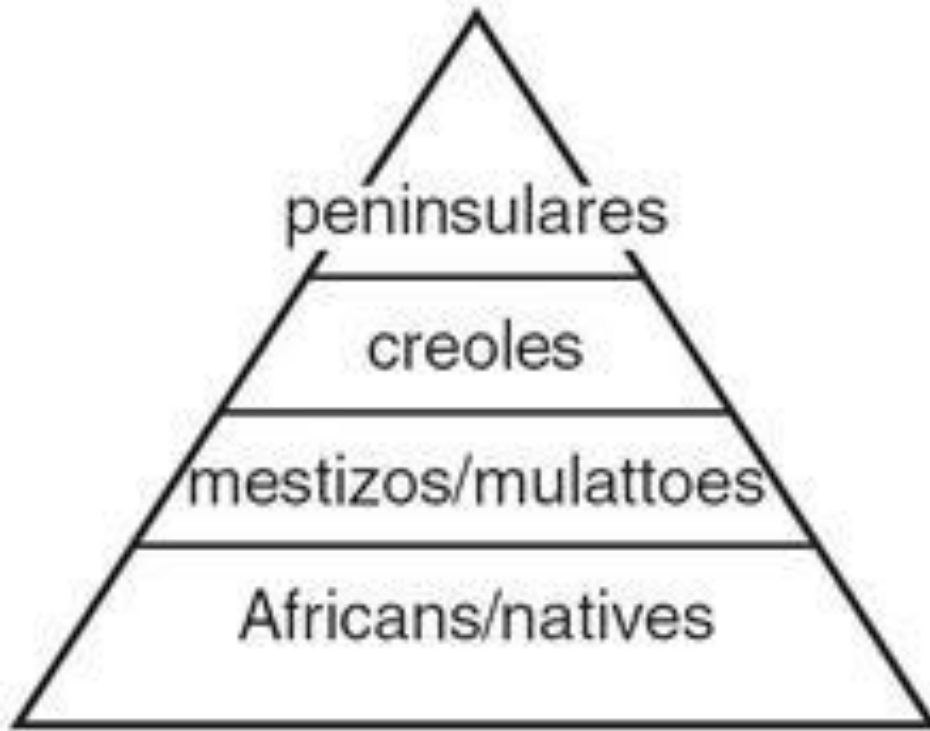 peninsulares
creoles
mestizos/mulattoes
Africans/natives